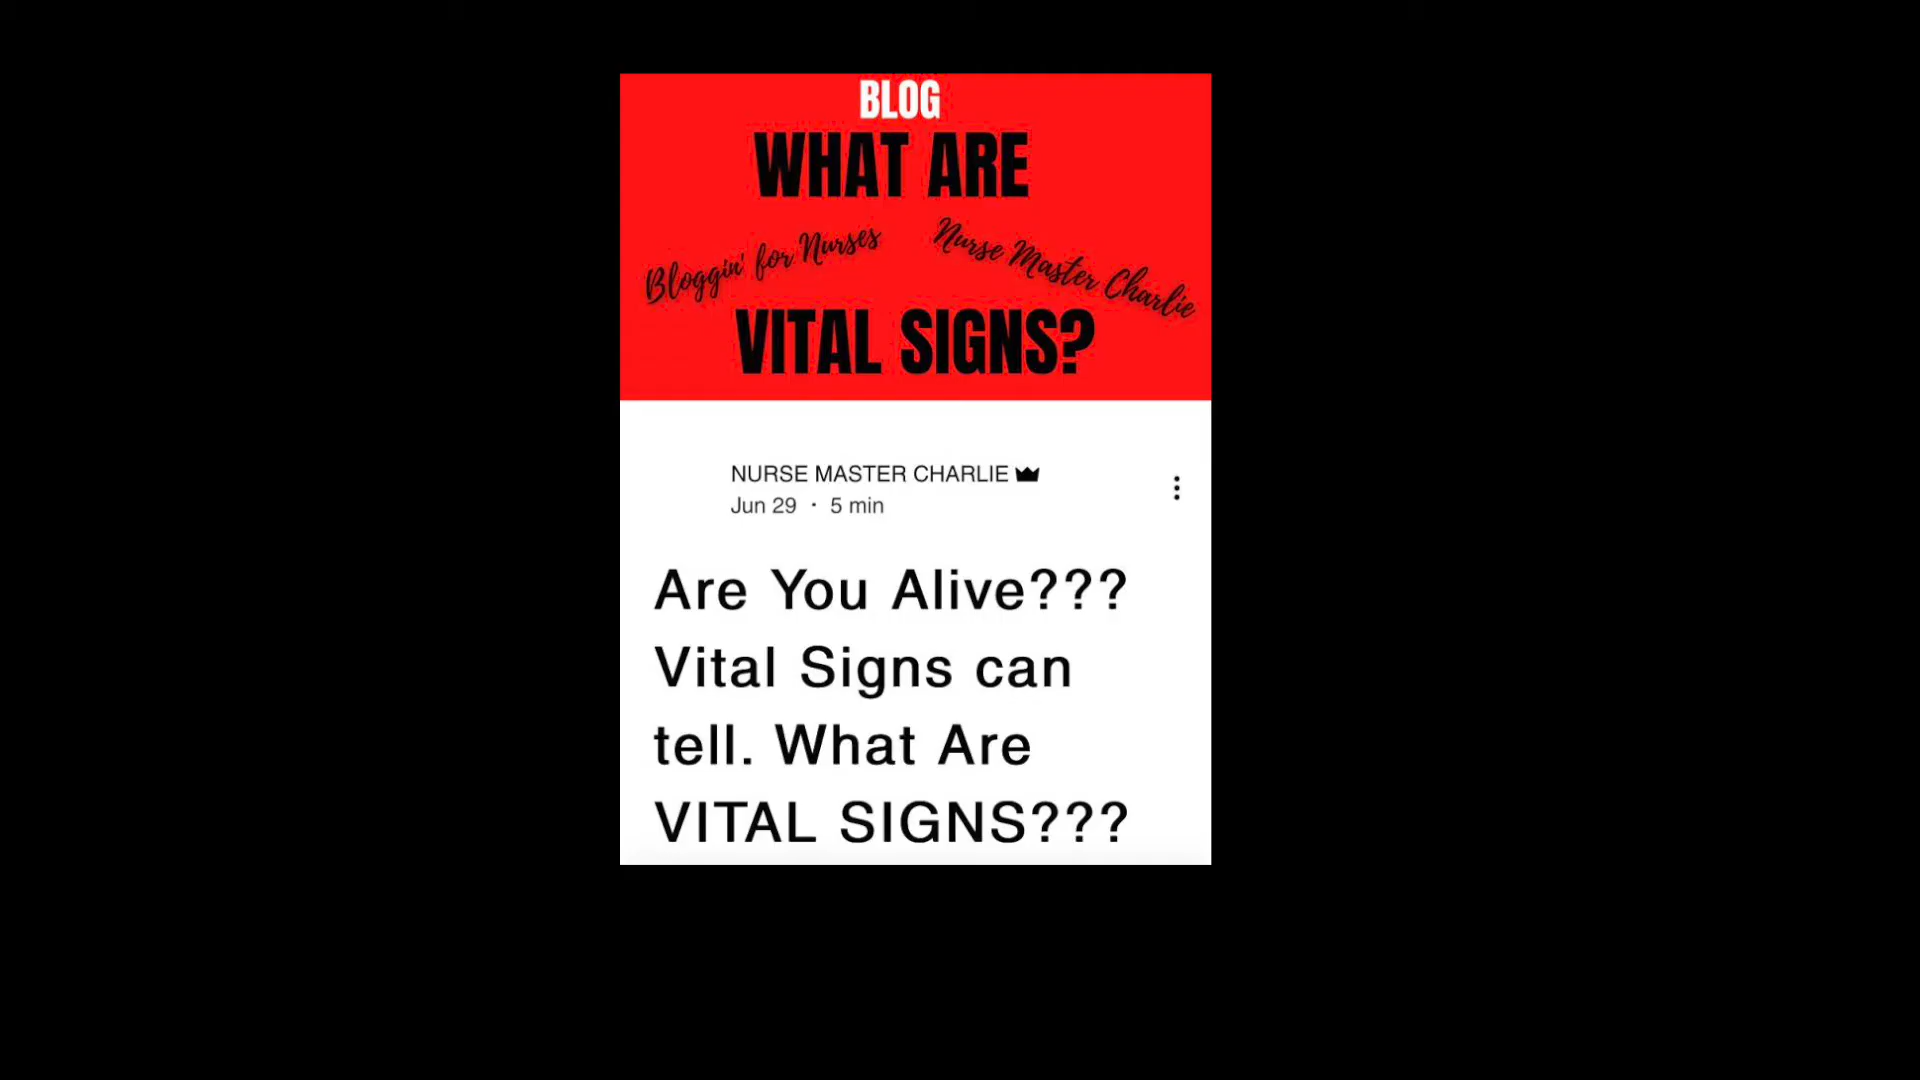 BLOG
WHAT ARE
Bloggin' for Nurses
Nurse Master Charlie
VITAL SIGNS?
NURSE MASTER CHARLIE
Jun 29 · 5 min
Are You Alive???
Vital Signs can
tell. What Are
VITAL SIGNS???